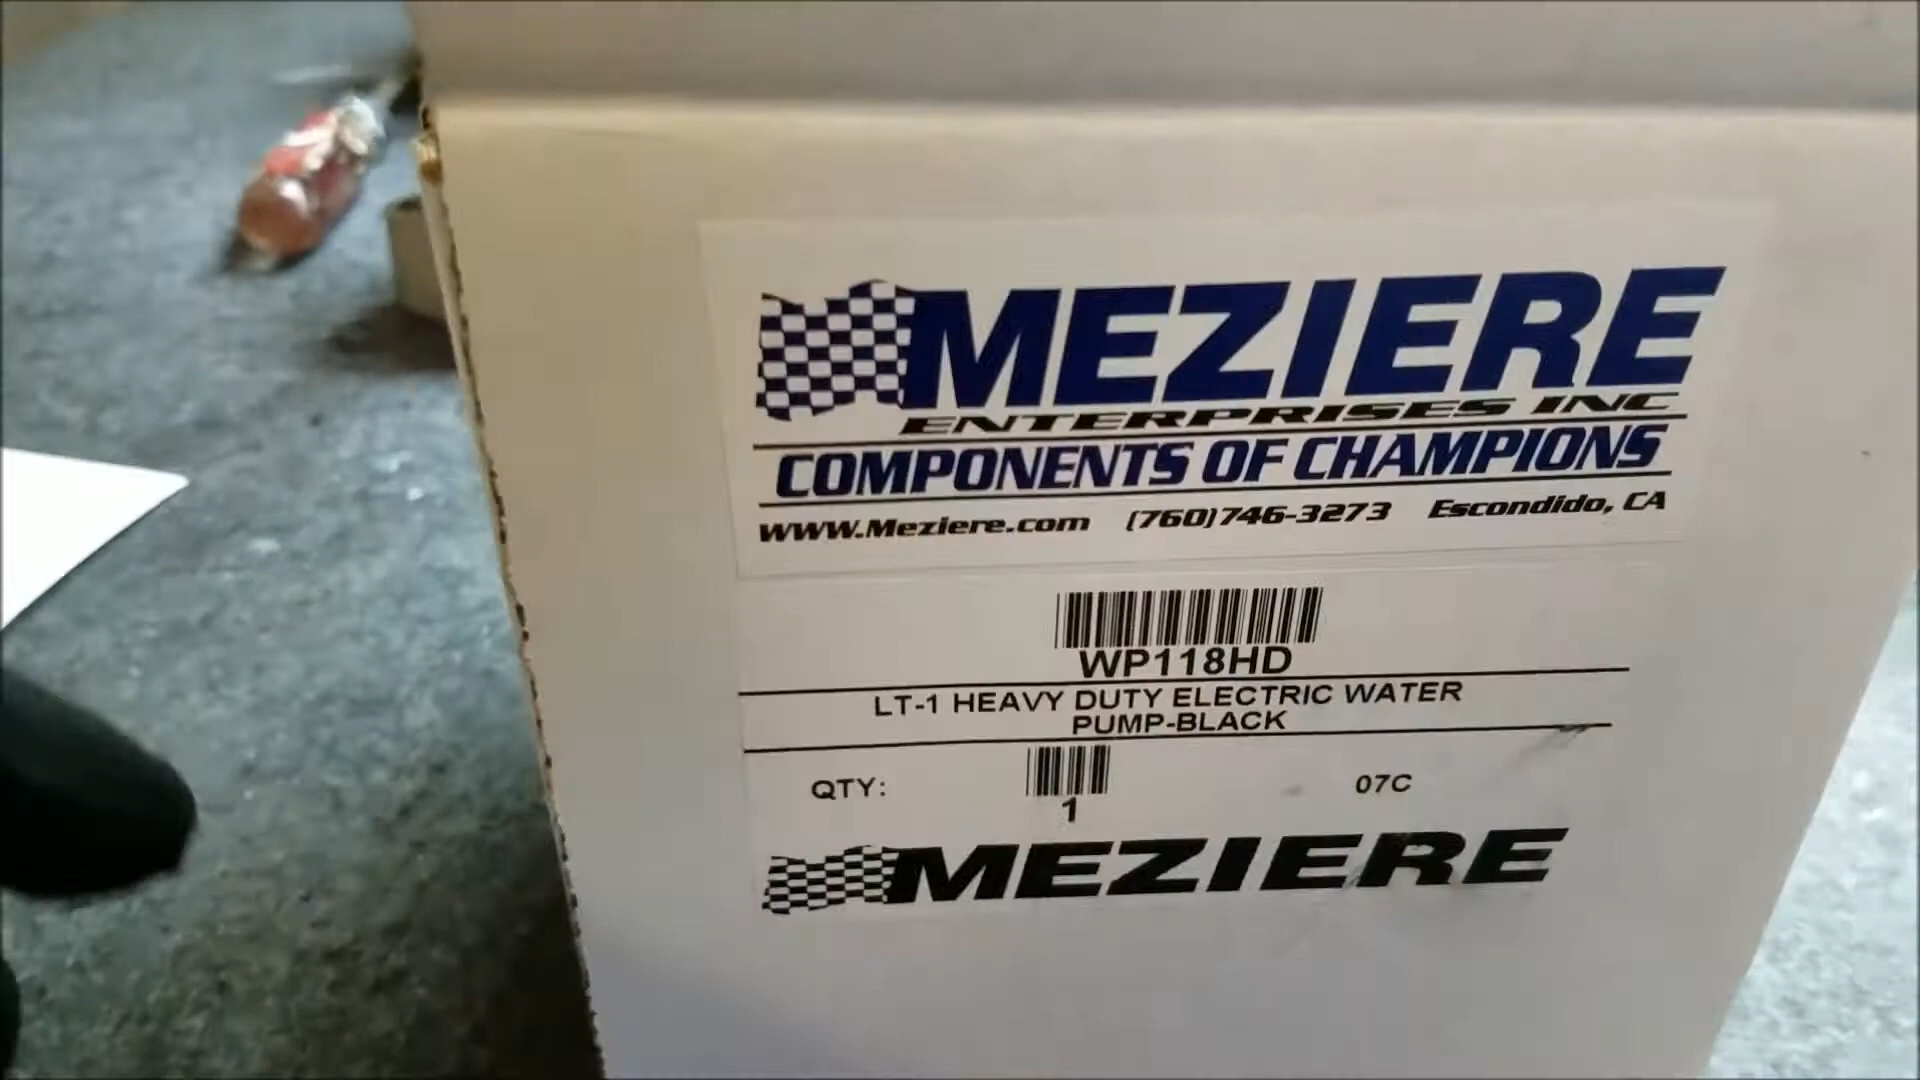 MEZIERE
ENTERPRISES INC
COMPONENTS OF CHAMPIONS
www.Meziere.com (760)746-3273 Escondido, CA
WP118HD
LT-1 HEAVY DUTY ELECTRIC WATER
PUMP-BLACK
QTY: 1 07C
MEZIERE